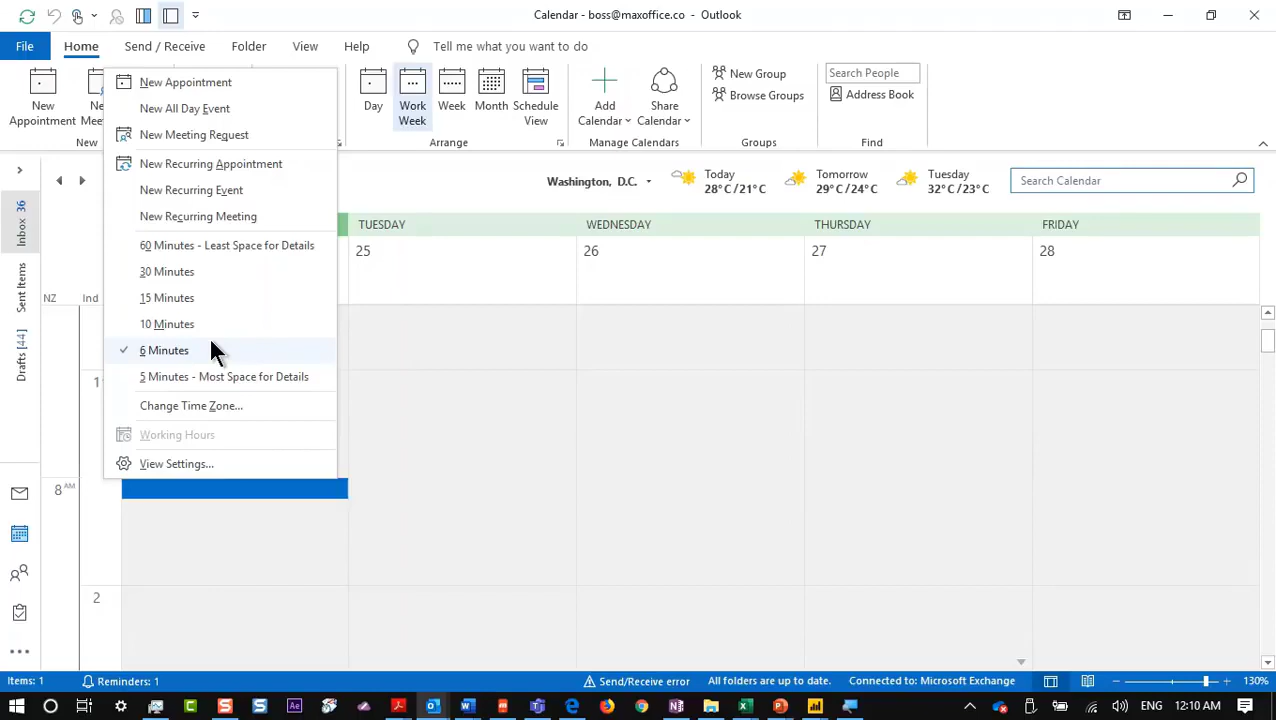 Calendar - boss@maxoffice.co - Outlook
File Home Send / Receive Folder View Help Tell me what you want to do
New Appointment
Day
Work Week
Week
Month
Schedule View
Add Calendar
Share Calendar
New Group
Browse Groups
Search People
Address Book
New
Arrange
Manage Calendars
Groups
Find
New Appointment
New All Day Event
New Meeting Request
New Recurring Appointment
New Recurring Event
New Recurring Meeting
60 Minutes - Least Space for Details
30 Minutes
15 Minutes
10 Minutes
6 Minutes
5 Minutes - Most Space for Details
Change Time Zone...
Working Hours
View Settings...
Washington, D.C.
Today
28°C/21°C
Tomorrow
29°C/24°C
Tuesday
32°C/23°C
Search Calendar
TUESDAY WEDNESDAY THURSDAY FRIDAY
25 26 27 28
Inbox 36
Sent Items
Drafts [44]
NZ Ind
8 AM
2
Items: 1 Reminders: 1 Send/Receive error All folders are up to date. Connected to: Microsoft Exchange 130%
ENG 12:10 AM